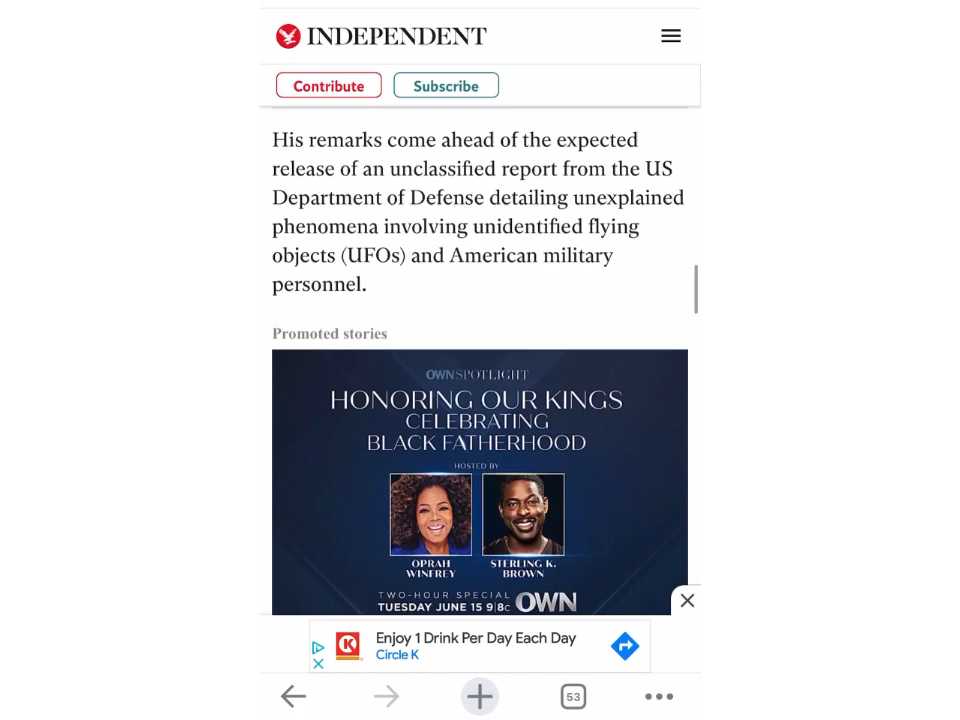 INDEPENDENT
Contribute
Subscribe
His remarks come ahead of the expected
release of an unclassified report from the US
Department of Defense detailing unexplained
phenomena involving unidentified flying
objects (UFOs) and American military
personnel.
Promoted stories
OWN SPOTLIGHT
HONORING OUR KINGS
CELEBRATING
BLACK FATHERHOOD
HOSTED BY
OPRAH
WINFREY
STERLING K.
BROWN
TWO-HOUR SPECIAL
TUESDAY JUNE 15 9|8C
OWN
K
Enjoy 1 Drink Per Day Each Day
Circle K
53